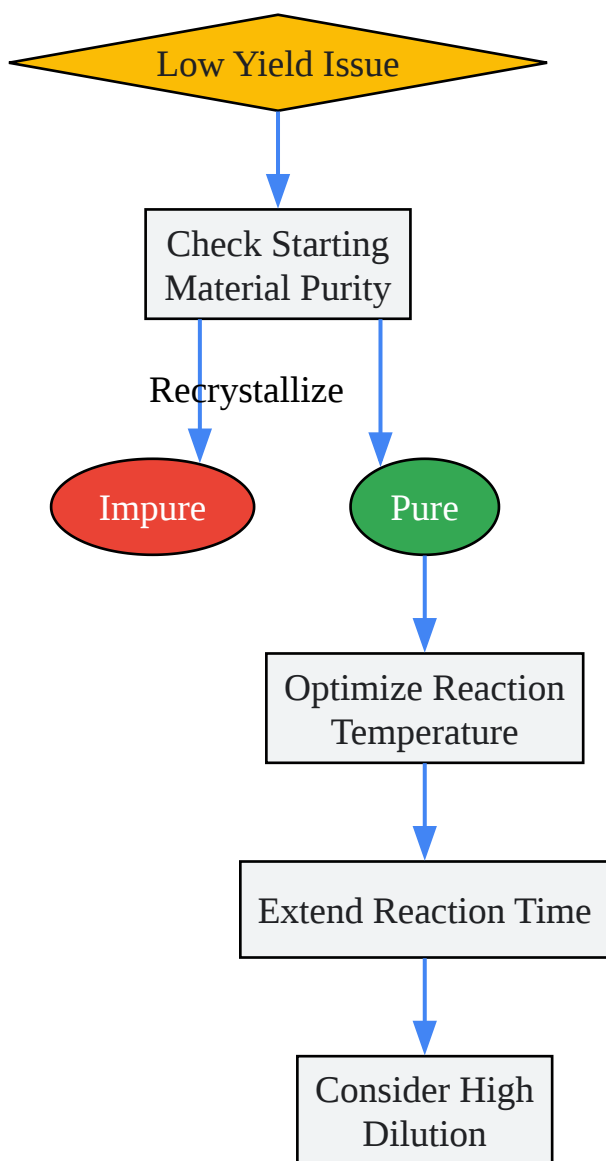 Low Yield Issue
Check Starting
Material Purity
Recrystallize
Impure
Pure
Optimize Reaction
Temperature
Extend Reaction Time
Consider High
Dilution